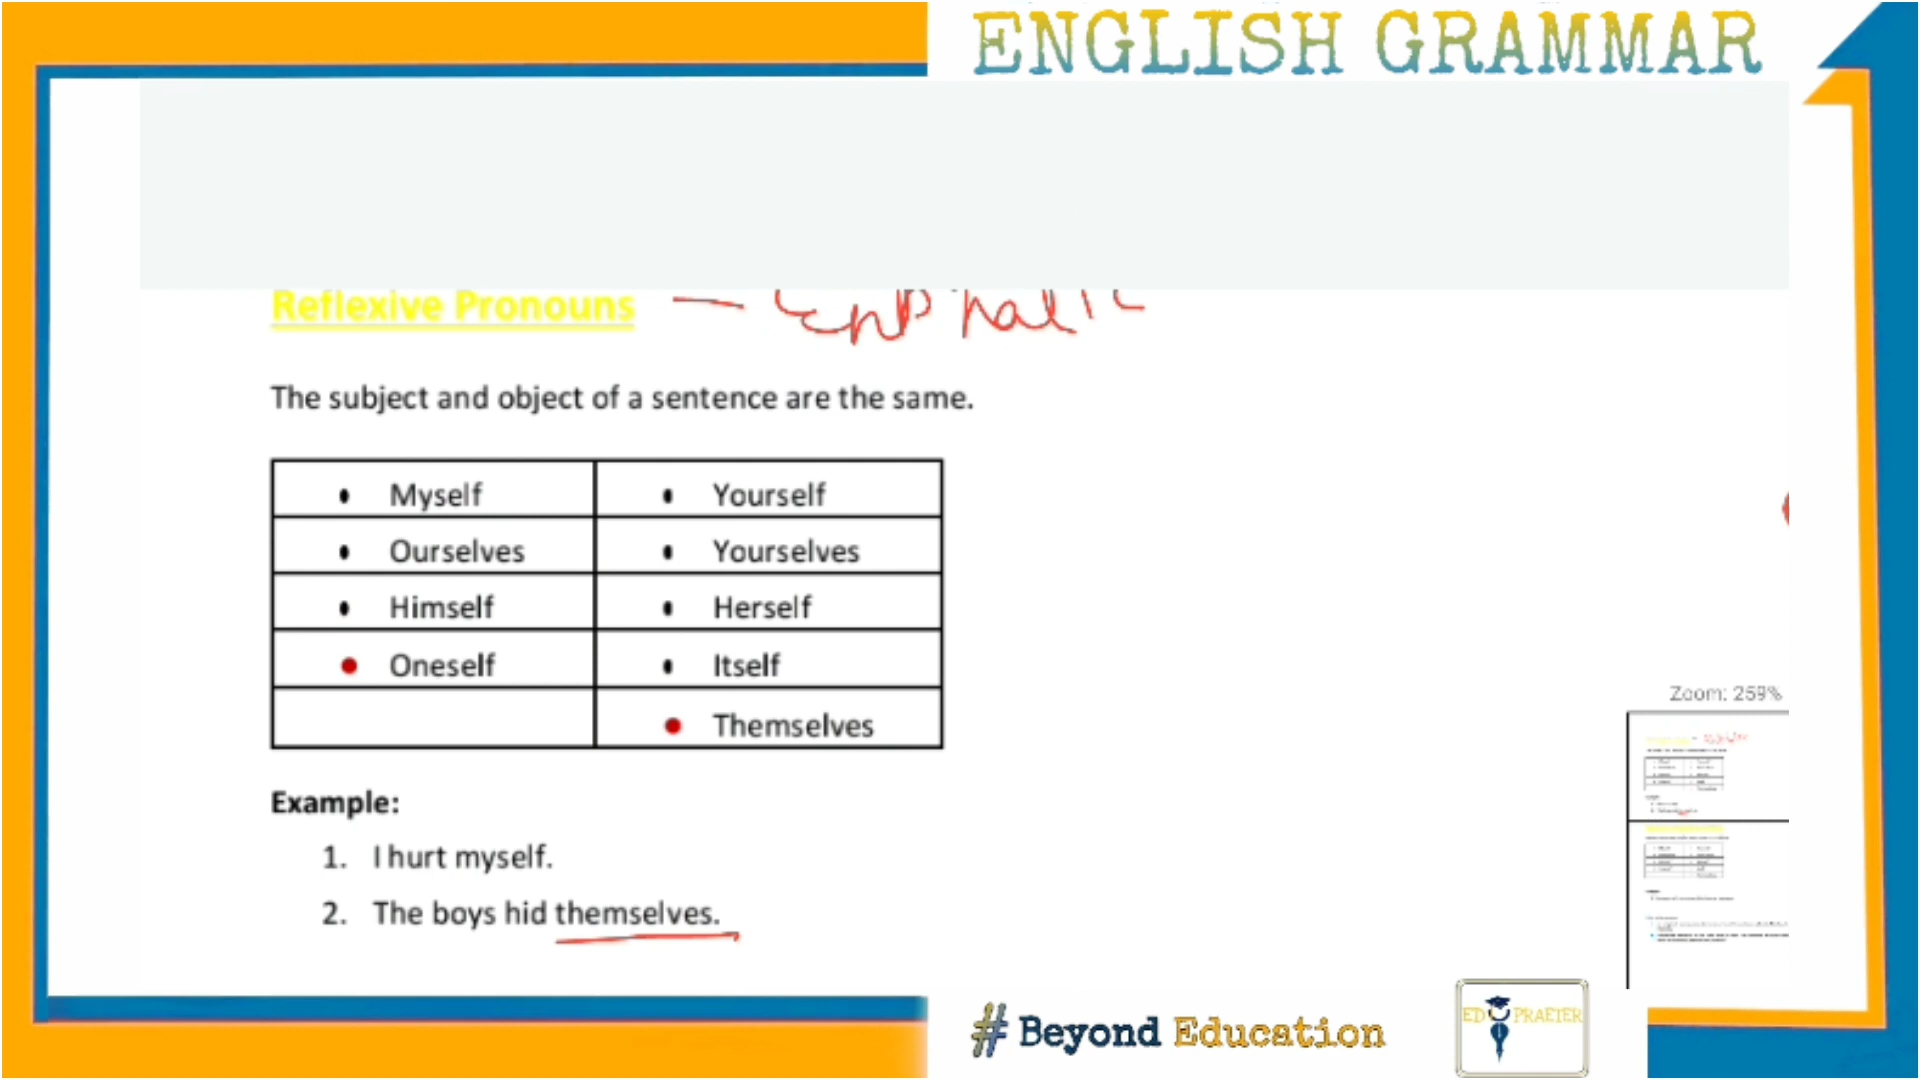 ENGLISH GRAMMAR
Reflexive Pronouns
The subject and object of a sentence are the same.
• Myself • Yourself
• Ourselves • Yourselves
• Himself • Herself
• Oneself • Itself
• Themselves
Example:
1. I hurt myself.
2. The boys hid themselves.
Zoom: 259%
# Beyond Education
EDUPRAETER